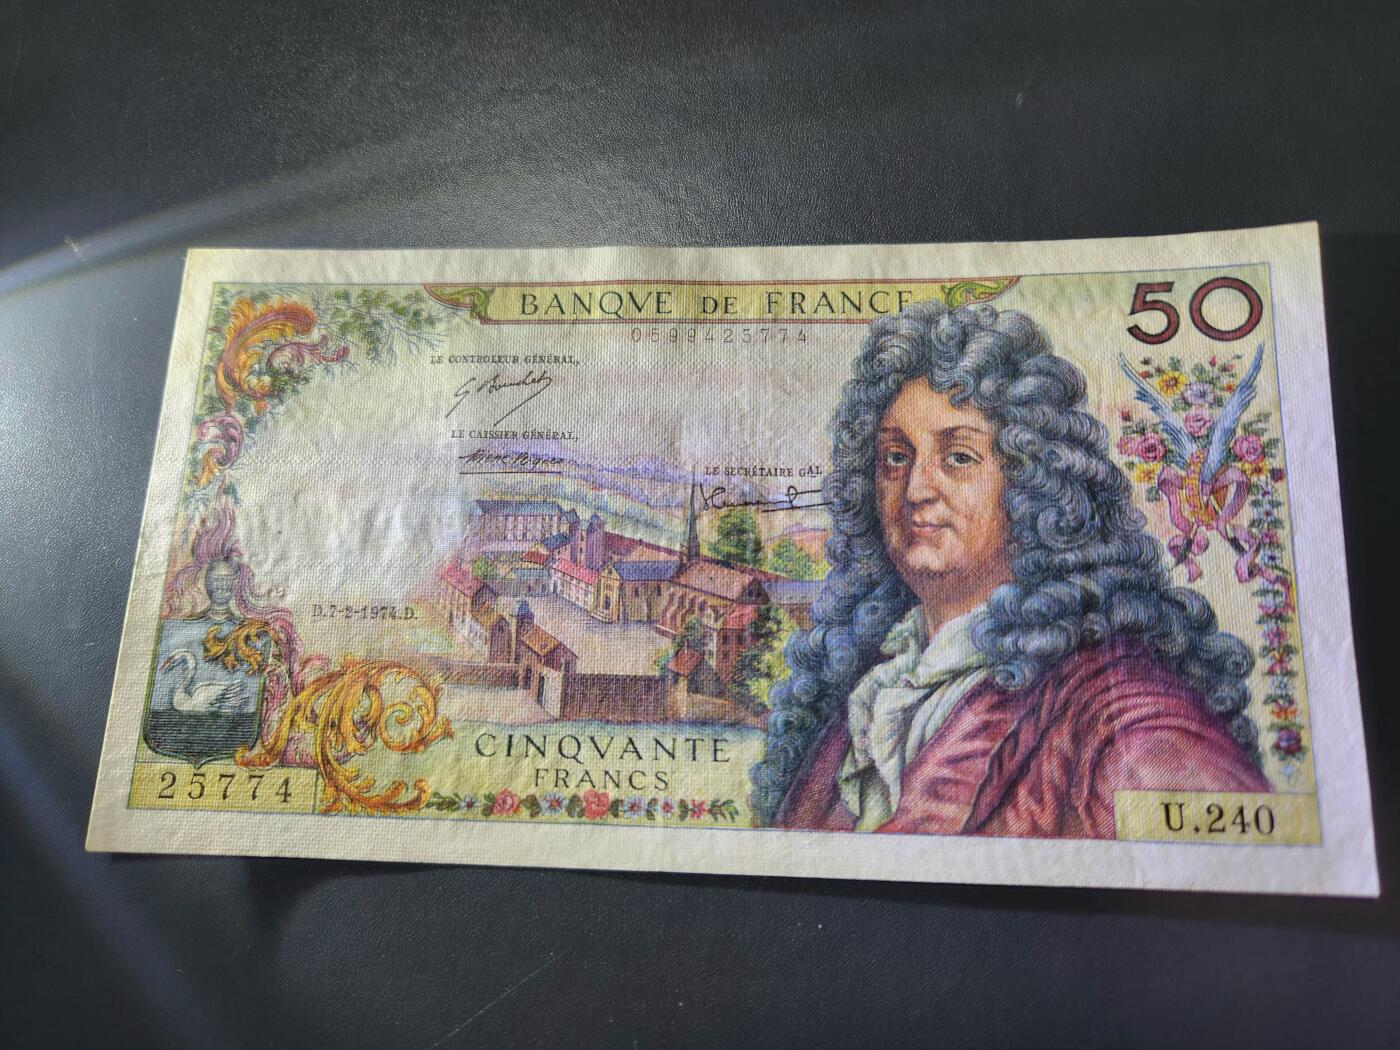 BANQVE DE FRANCE
50
0599425774
LE CONTROLEUR GÉNÉRAL,
LE CAISSIER GÉNÉRAL,
LE SECRÉTAIRE GAL
D.7-2-1974.D.
CINQVANTE
FRANCS
25774
U.240